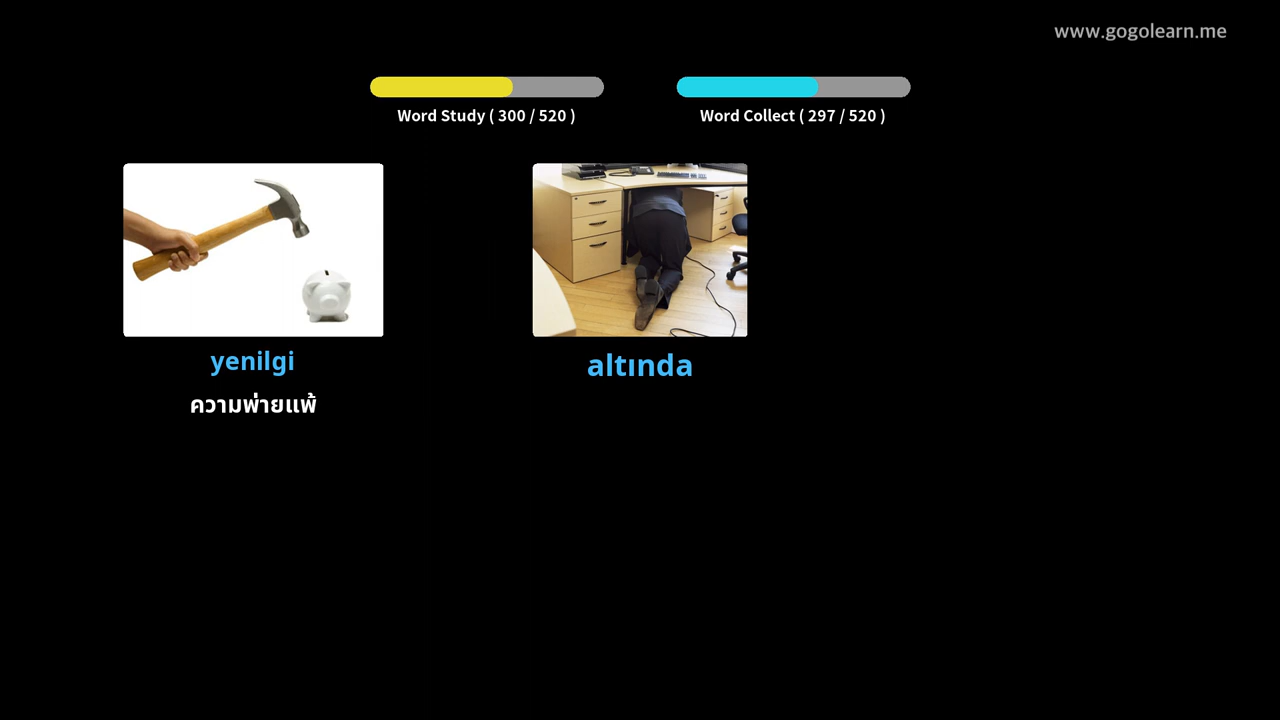 www.gogolearn.me
Word Study ( 300 / 520 )
Word Collect ( 297 / 520 )
yenilgi
ความพ่ายแพ้
altında